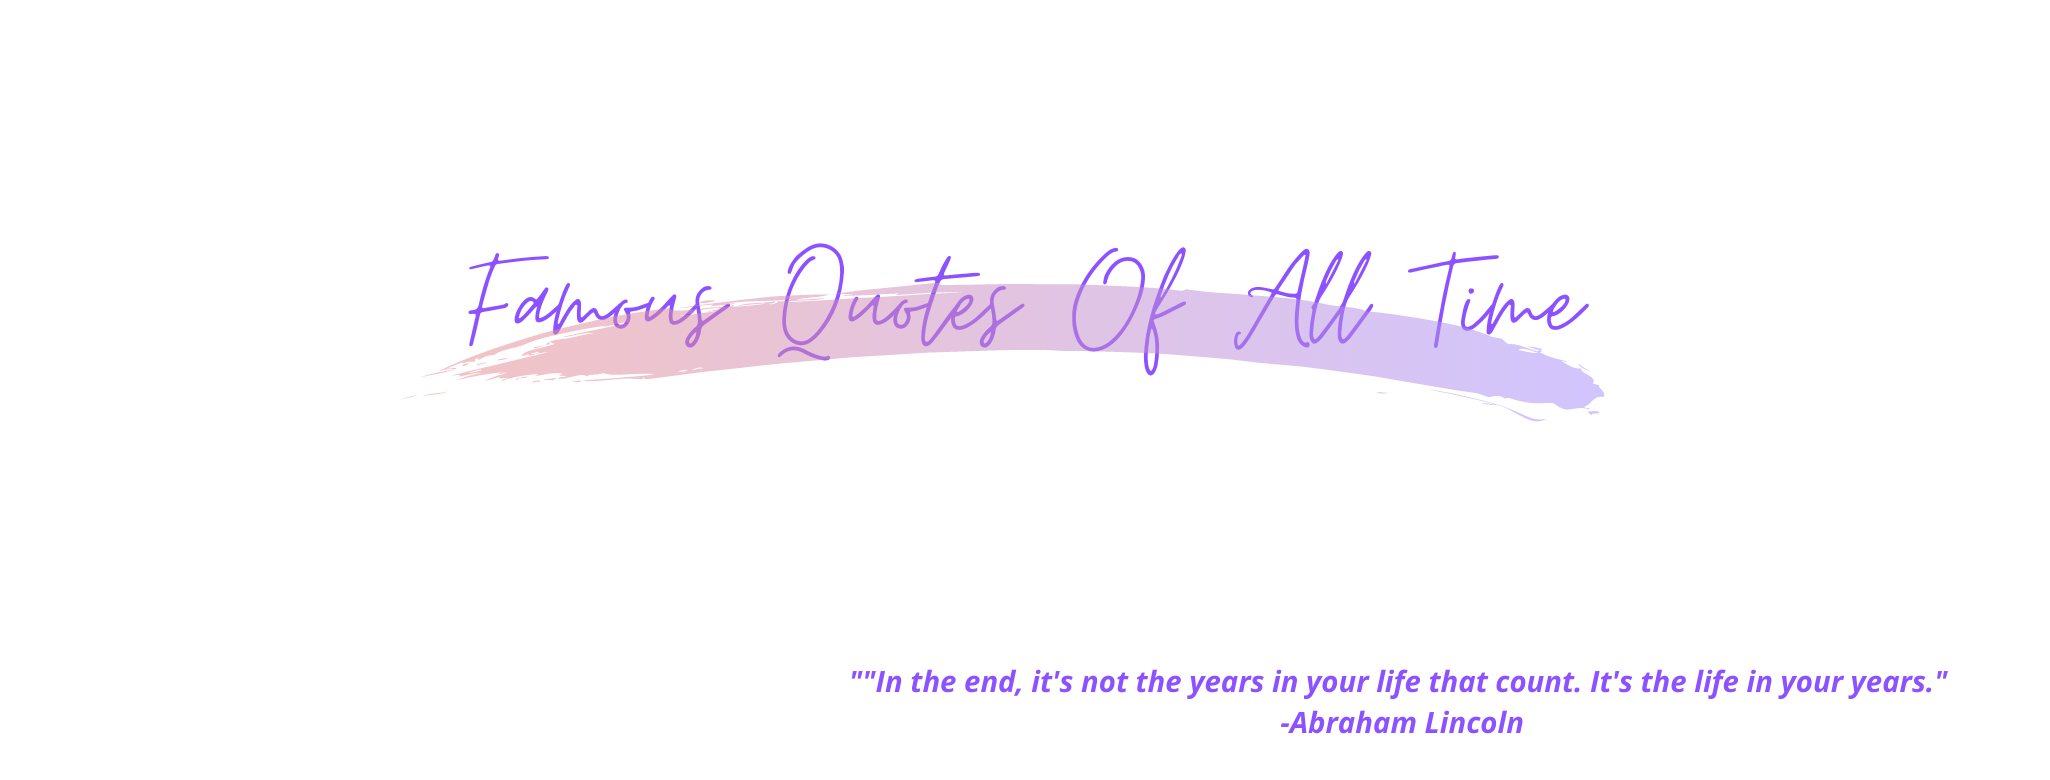 Famous Quotes Of All Time
""In the end, it's not the years in your life that count. It's the life in your years."
-Abraham Lincoln